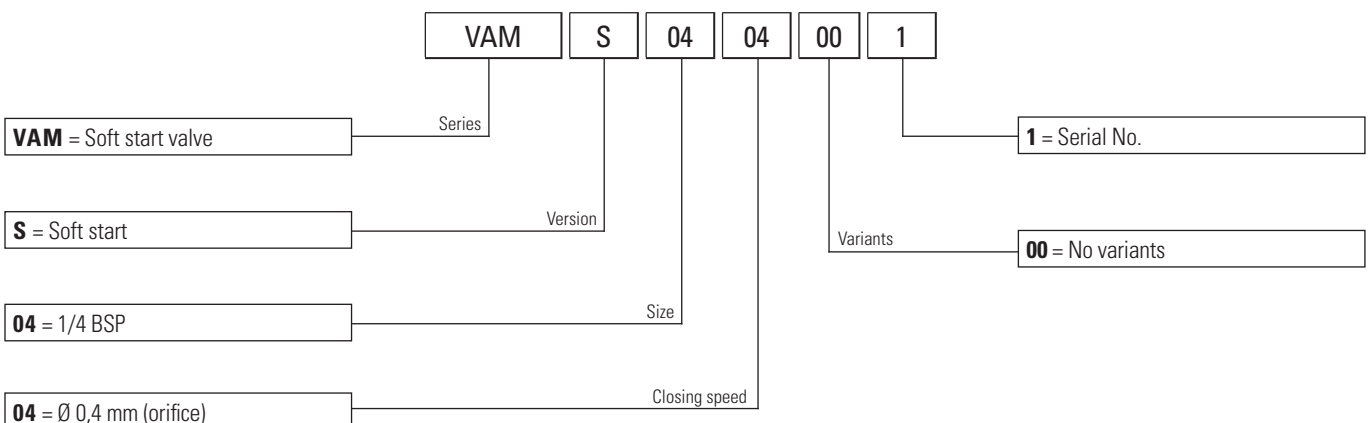 VAM S 04 04 00 1
Series
VAM = Soft start valve
1 = Serial No.
Version
S = Soft start
Variants
00 = No variants
Size
04 = 1/4 BSP
Closing speed
04 = Ø 0,4 mm (orifice)